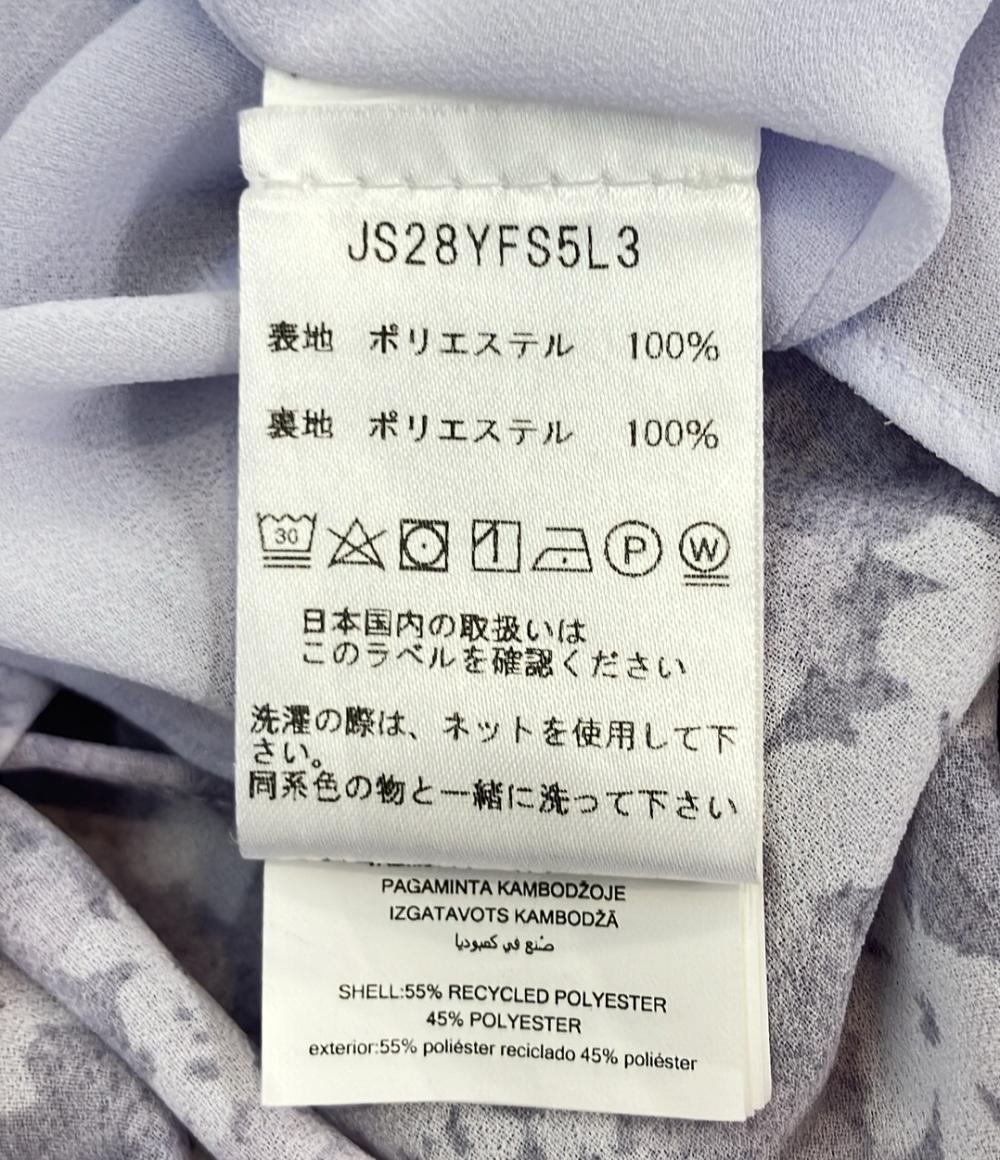 JS28YFS5L3
表地 ポリエステル 100%
裏地 ポリエステル 100%
30
P
W
日本国内の取扱いは
このラベルを確認ください
洗濯の際は、ネットを使用して下
さい。
同系色の物と一緒に洗って下さい
PAGAMINTA KAMBODŽOJE
IZGATAVOTS KAMBODŽĀ
صنع في كمبوديا
SHELL:55% RECYCLED POLYESTER
45% POLYESTER
exterior:55% poliéster reciclado 45% poliéster